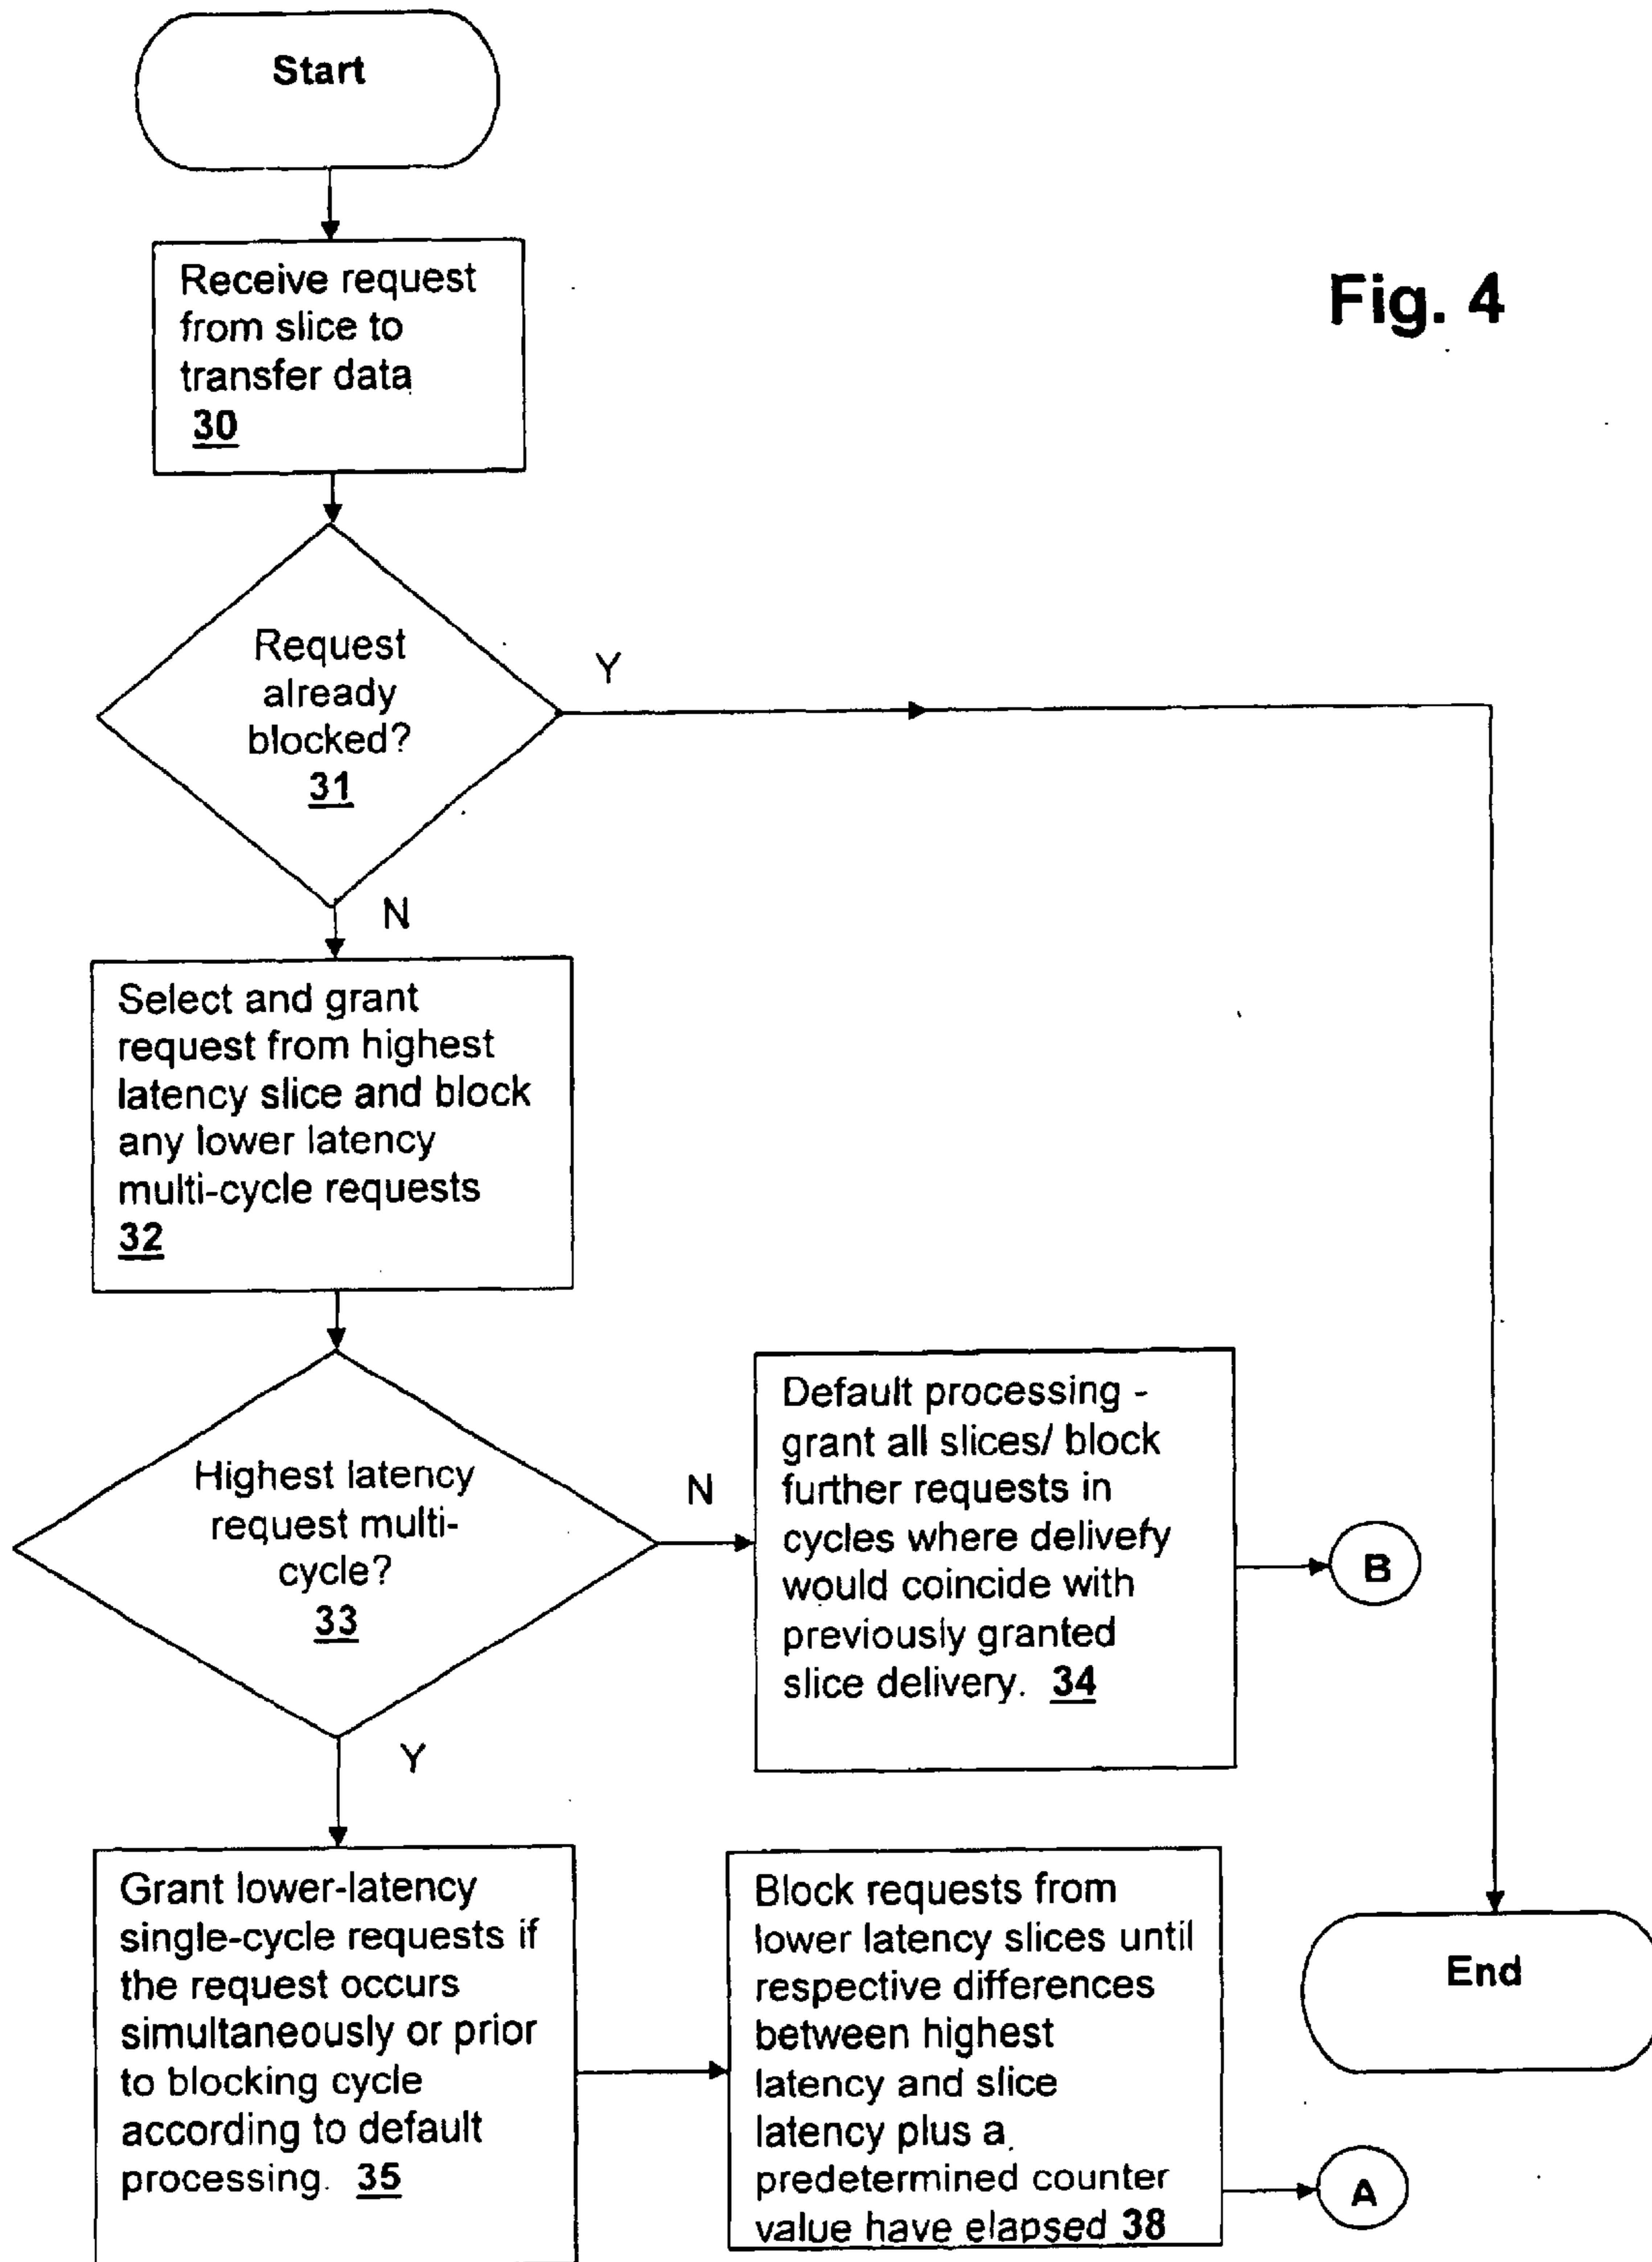 Start
Fig. 4
Receive request
from slice to
transfer data
30
Request
already
blocked?
31
Y
N
Select and grant
request from highest
latency slice and block
any lower latency
multi-cycle requests
32
Highest latency
request multi-
cycle?
33
N
Y
Default processing -
grant all slices/ block
further requests in
cycles where delivery
would coincide with
previously granted
slice delivery. 34
B
Grant lower-latency
single-cycle requests if
the request occurs
simultaneously or prior
to blocking cycle
according to default
processing. 35
Block requests from
lower latency slices until
respective differences
between highest
latency and slice
latency plus a
predetermined counter
value have elapsed 38
A
End